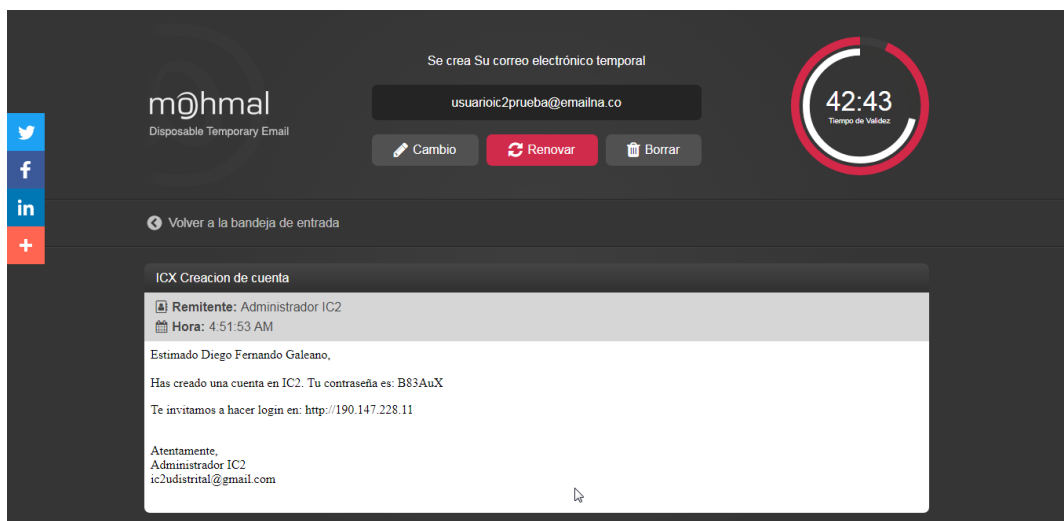 Se crea Su correo electrónico temporal
m@hmal
Disposable Temporary Email
usuarioic2prueba@emailna.co
42:43
Tiempo de Validez
Cambio
Renovar
Borrar
Volver a la bandeja de entrada
ICX Creacion de cuenta
Remitente: Administrador IC2
Hora: 4:51:53 AM
Estimado Diego Fernando Galeano,
Has creado una cuenta en IC2. Tu contraseña es: B83AuX
Te invitamos a hacer login en: http://190.147.228.11
Atentamente,
Administrador IC2
ic2udistrital@gmail.com